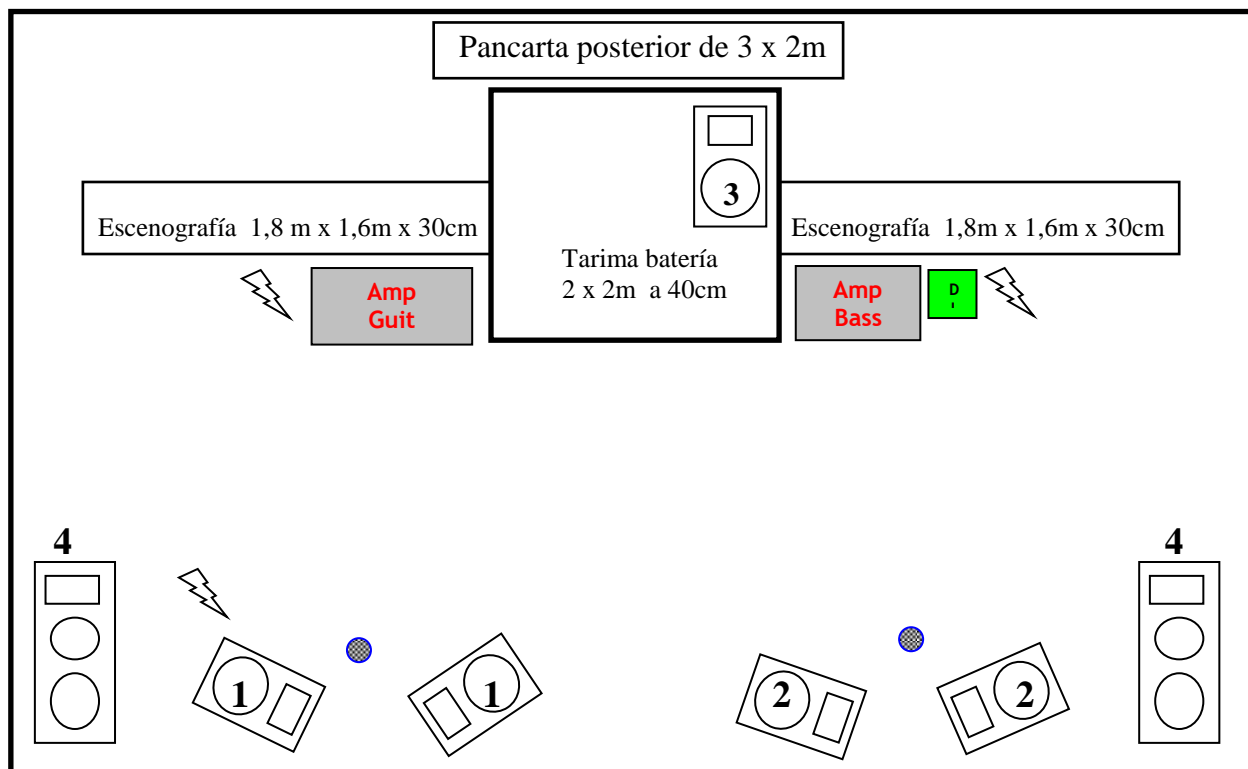 Pancarta posterior de 3 x 2m
3
Escenografía 1,8 m x 1,6m x 30cm
Escenografía 1,8m x 1,6m x 30cm
Tarima batería
2 x 2m a 40cm
Amp
Guit
Amp
Bass
D
4
4
1
1
2
2